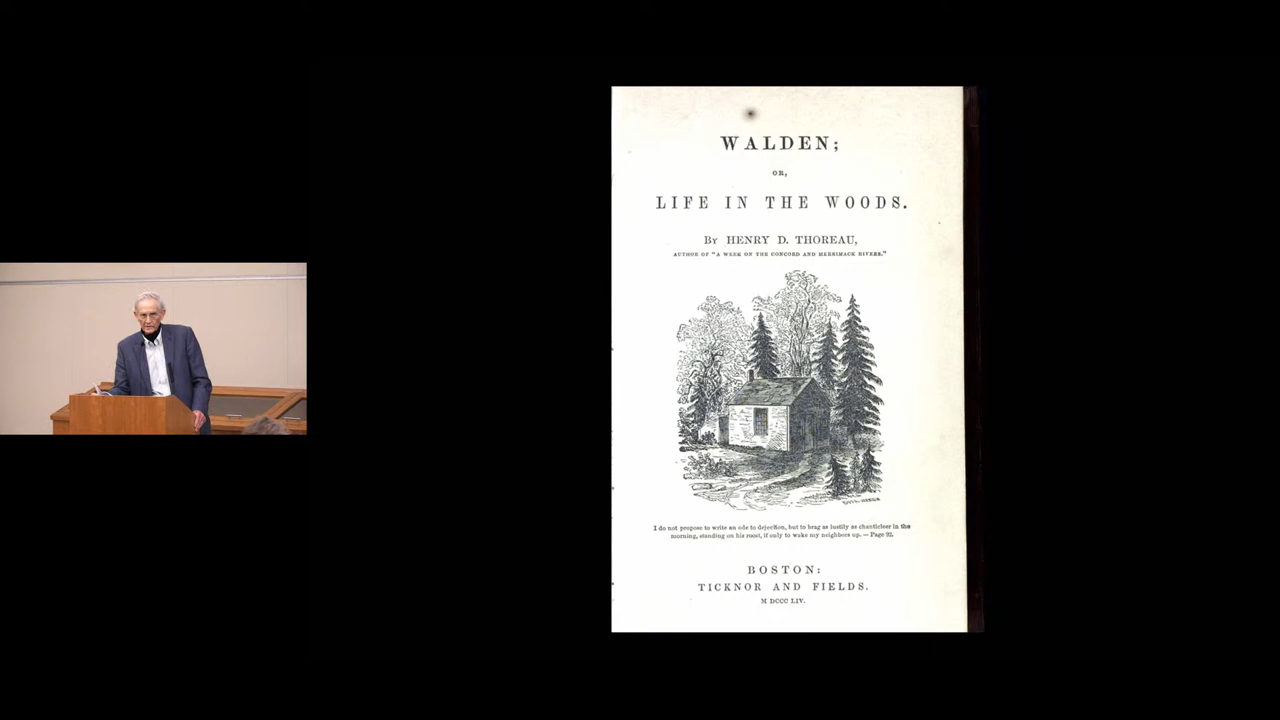 WALDEN;
OR,
LIFE IN THE WOODS.
By HENRY D. THOREAU,
AUTHOR OF "A WEEK ON THE CONCORD AND MERRIMACK RIVERS."
I do not propose to write an ode to dejection, but to brag as lustily as chanticleer in the
morning, standing on his roost, if only to wake my neighbors up. — Page 92.
BOSTON:
TICKNOR AND FIELDS.
M DCCC LIV.